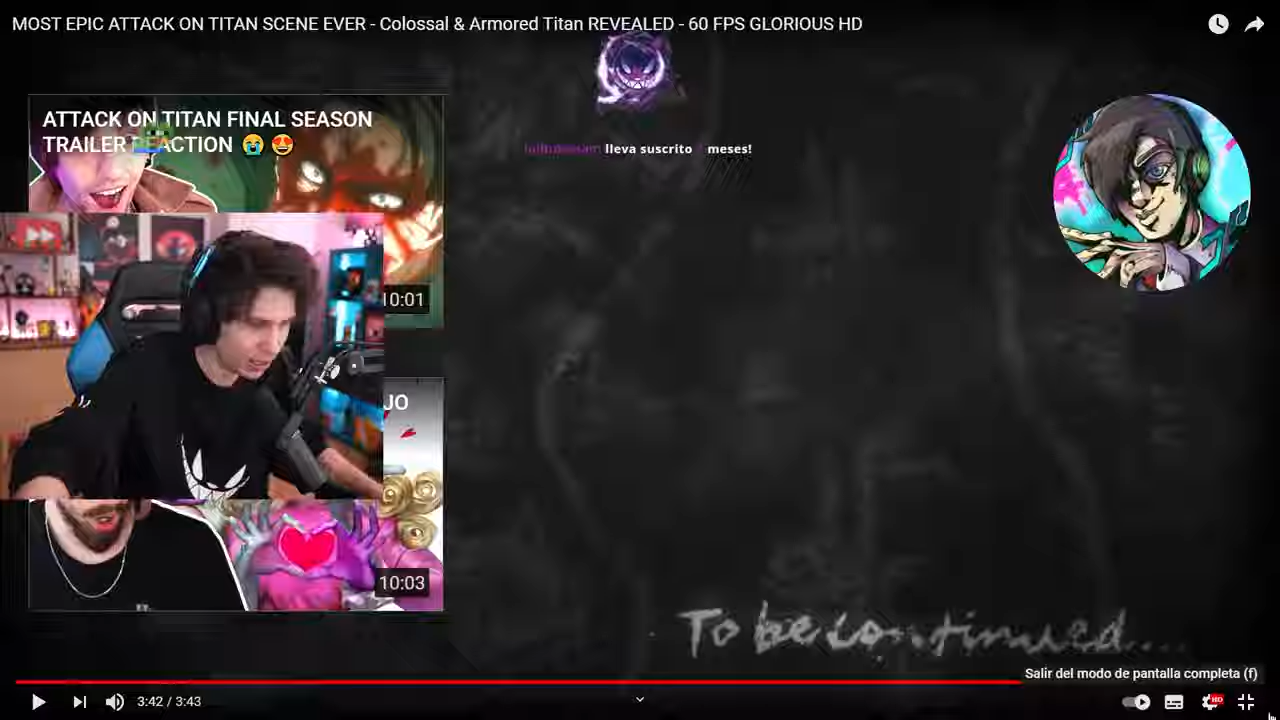 MOST EPIC ATTACK ON TITAN SCENE EVER - Colossal & Armored Titan REVEALED - 60 FPS GLORIOUS HD
ATTACK ON TITAN FINAL SEASON
TRAILER REACTION 😭 😍
lleva suscrito meses!
10:01
JO
10:03
To be continued...
Salir del modo de pantalla completa (f)
3:42 / 3:43
HD